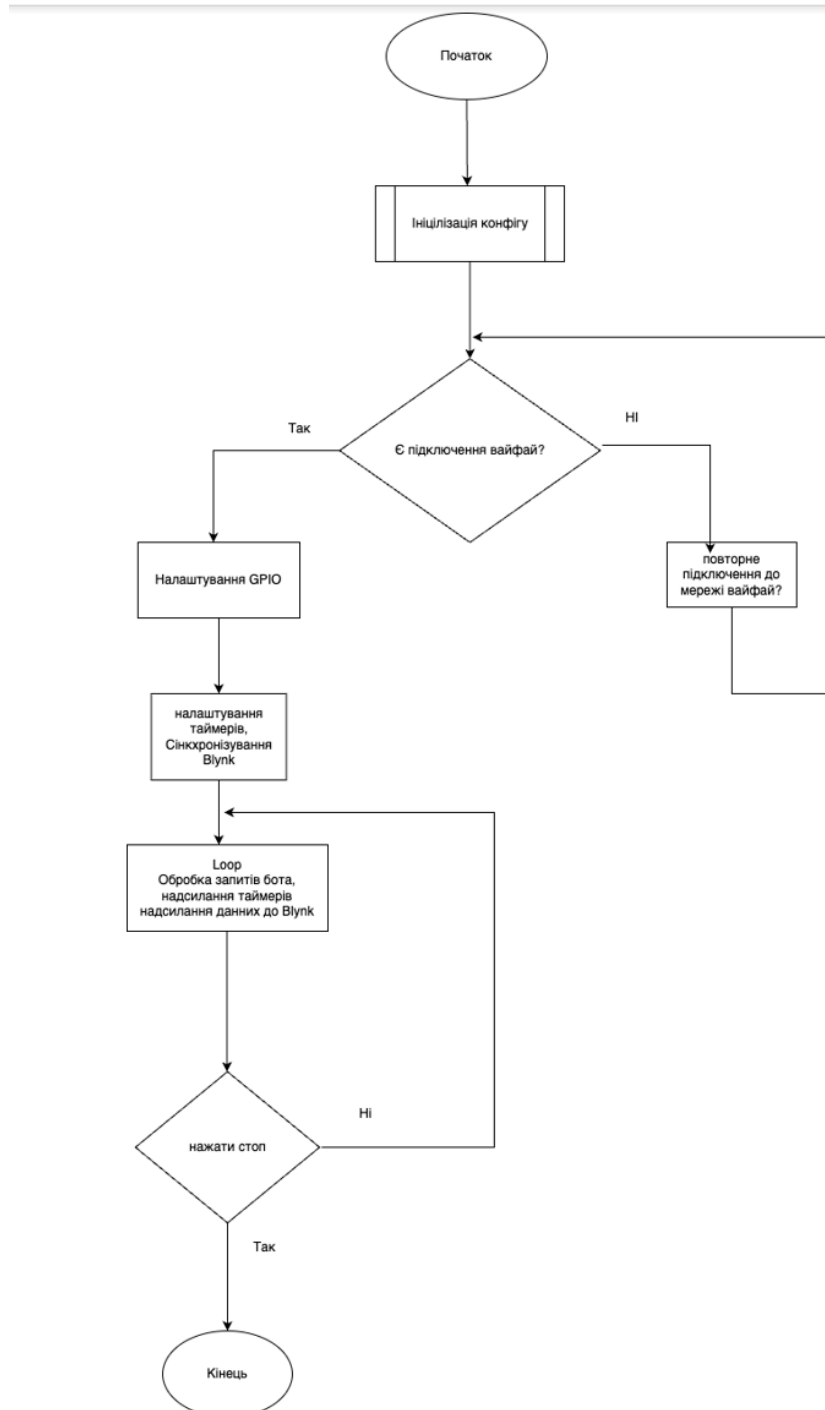 Початок
Ініцілізація конфігу
Є підключення вайфай?
Так
НІ
Налаштування GPIO
повторне
підключення до
мережі вайфай?
налаштування
таймерів,
Сінкхронізування
Blynk
Loop
Обробка запитів бота,
надсилання таймерів
надсилання данних до Blynk
нажати стоп
Ні
Так
Кінець